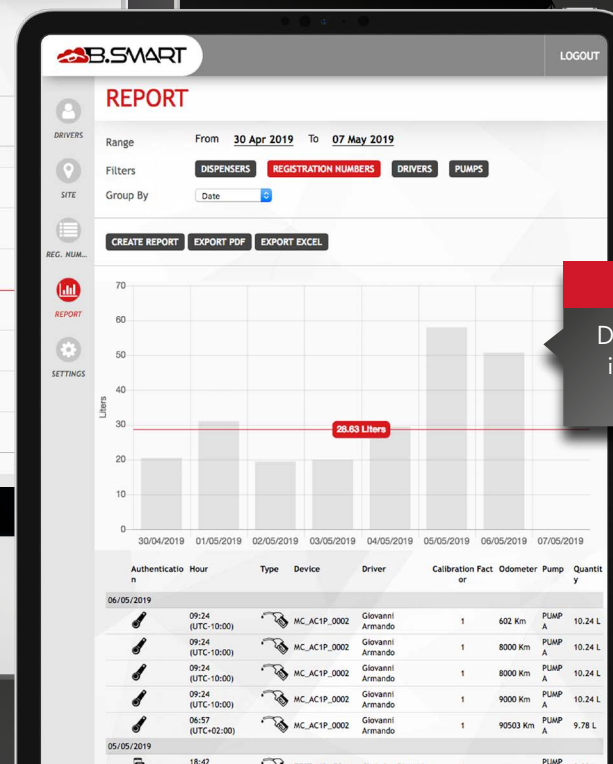 B.SMART
LOGOUT
REPORT
DRIVERS
SITE
REG. NUM...
REPORT
SETTINGS
Range From 30 Apr 2019 To 07 May 2019
Filters DISPENSERS REGISTRATION NUMBERS DRIVERS PUMPS
Group By Date
CREATE REPORT EXPORT PDF EXPORT EXCEL
70
60
50
40
30
20
10
0
Liters
28.63 Liters
30/04/2019 01/05/2019 02/05/2019 03/05/2019 04/05/2019 05/05/2019 06/05/2019 07/05/2019
D
i
Authenticatio Hour Type Device Driver Calibration Fact Odometer Pump Quantit
n or y
06/05/2019
09:24 MC_AC1P_0002 Giovanni 1 602 Km PUMP 10.24 L
(UTC-10:00) Armando A
09:24 MC_AC1P_0002 Giovanni 1 8000 Km PUMP 10.24 L
(UTC-10:00) Armando A
09:24 MC_AC1P_0002 Giovanni 1 8000 Km PUMP 10.24 L
(UTC-10:00) Armando A
09:24 MC_AC1P_0002 Giovanni 1 9000 Km PUMP 10.24 L
(UTC-10:00) Armando A
06:57 MC_AC1P_0002 Giovanni 1 90503 Km PUMP 9.78 L
(UTC+02:00) Armando A
05/05/2019
18:42 PUMP